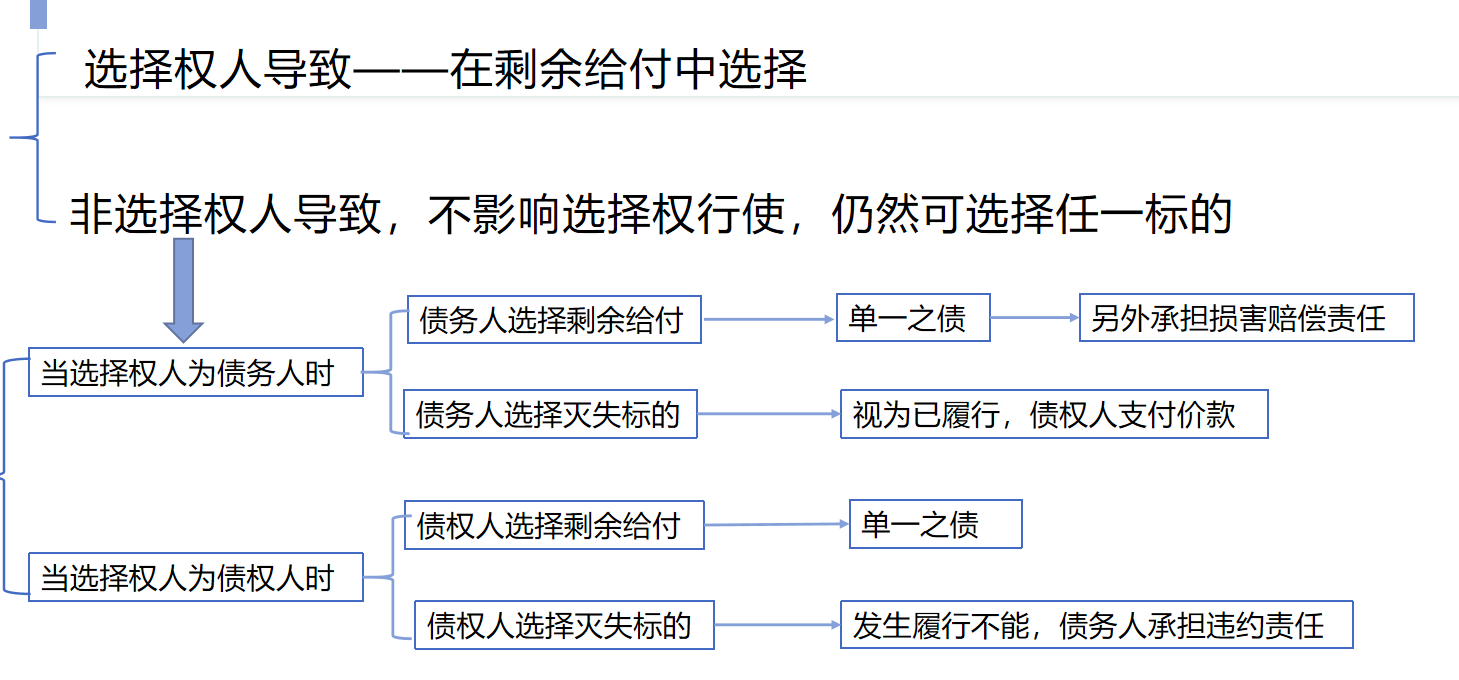 选择权人导致——在剩余给付中选择
非选择权人导致，不影响选择权行使，仍然可选择任一标的
当选择权人为债务人时
债务人选择剩余给付
单一之债
另外承担损害赔偿责任
债务人选择灭失标的
视为已履行，债权人支付价款
当选择权人为债权人时
债权人选择剩余给付
单一之债
债权人选择灭失标的
发生履行不能，债务人承担违约责任